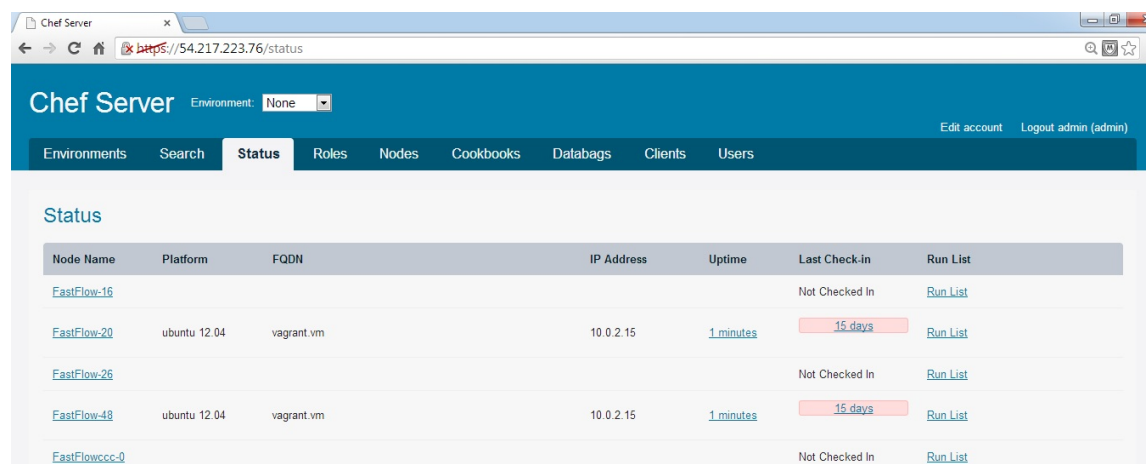 Chef Server
https://54.217.223.76/status
Chef Server Environment: None
Edit account Logout admin (admin)
Environments Search Status Roles Nodes Cookbooks Databags Clients Users
Status
Node Name Platform FQDN IP Address Uptime Last Check-in Run List
FastFlow-16 Not Checked In Run List
FastFlow-20 ubuntu 12.04 vagrant.vm 10.0.2.15 1 minutes 15 days Run List
FastFlow-26 Not Checked In Run List
FastFlow-48 ubuntu 12.04 vagrant.vm 10.0.2.15 1 minutes 15 days Run List
FastFlowccc-0 Not Checked In Run List